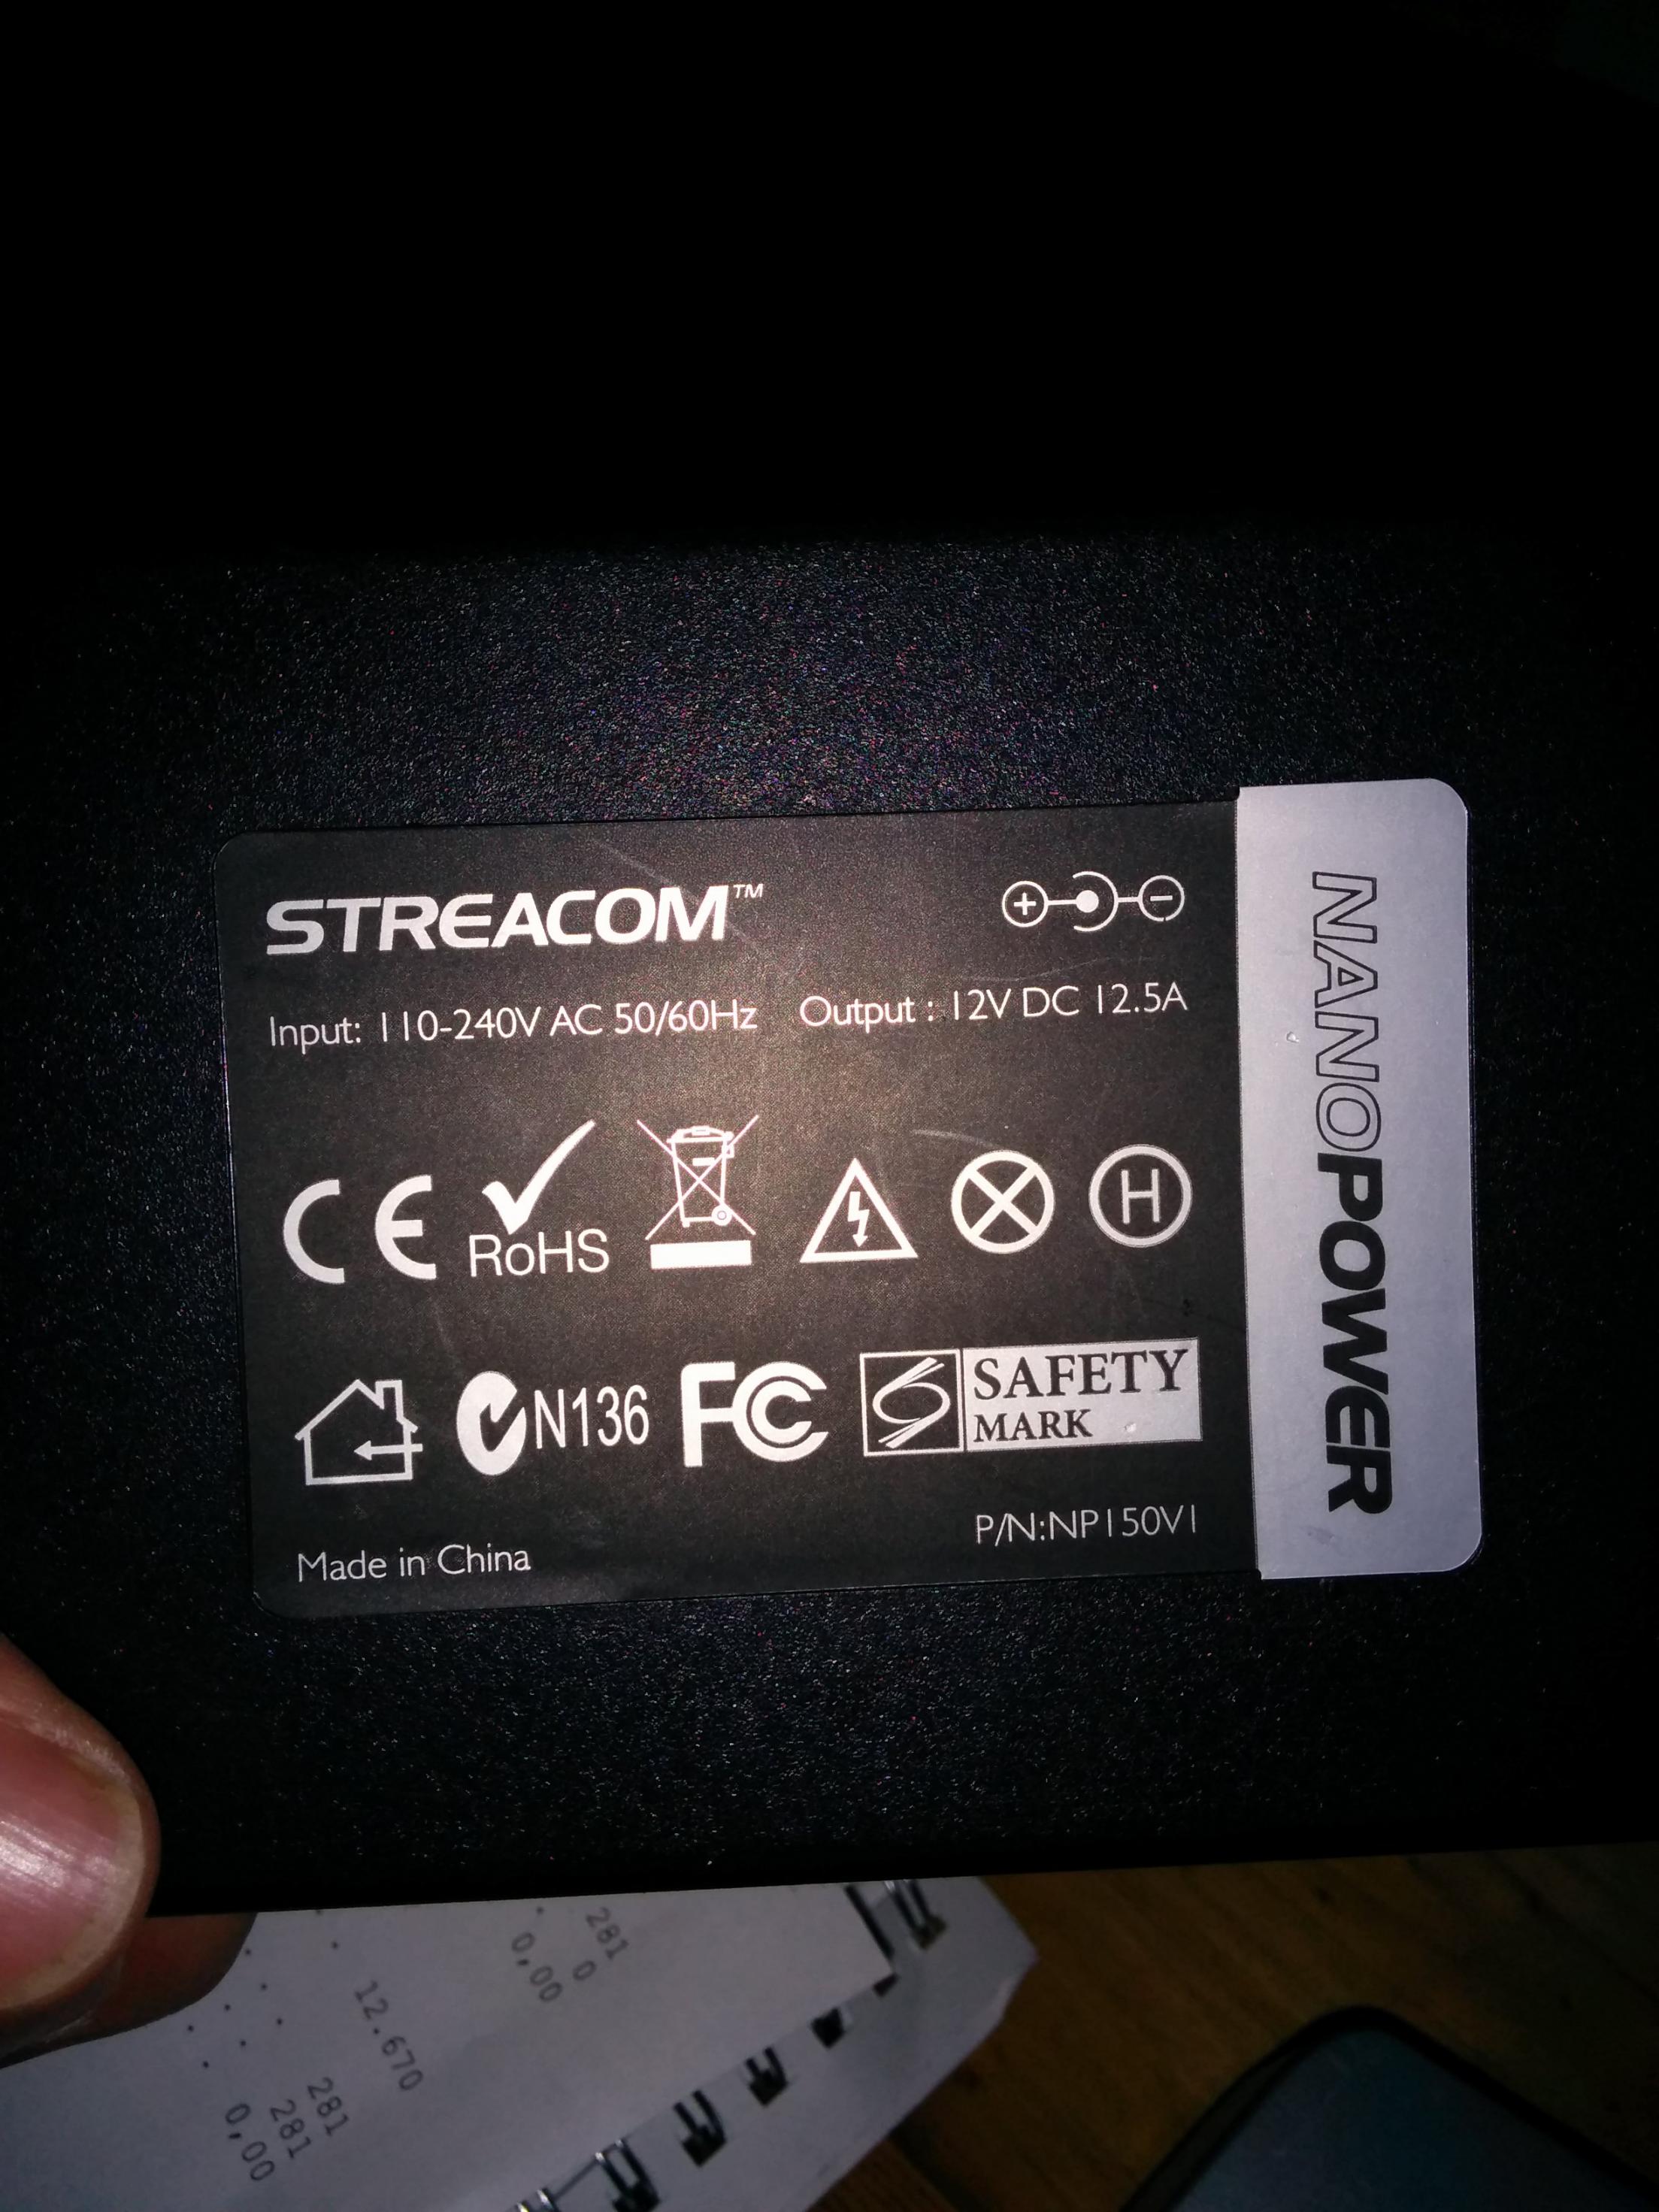 STREACOM™
Input: 110-240V AC 50/60Hz Output : 12V DC 12.5A
CE RoHS
H
N136 FC SAFETY
MARK
P/N:NP150V1
Made in China
NANOPOWER
281
0
0,00
12.670
281
281
0,00